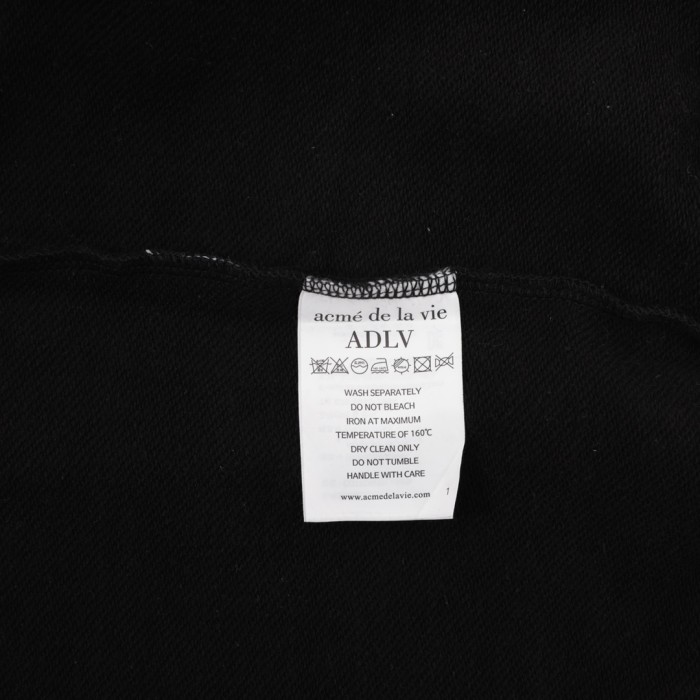 acmé de la vie
ADLV
WASH SEPARATELY
DO NOT BLEACH
IRON AT MAXIMUM
TEMPERATURE OF 160℃
DRY CLEAN ONLY
DO NOT TUMBLE
HANDLE WITH CARE
www.acmedelavie.com 1